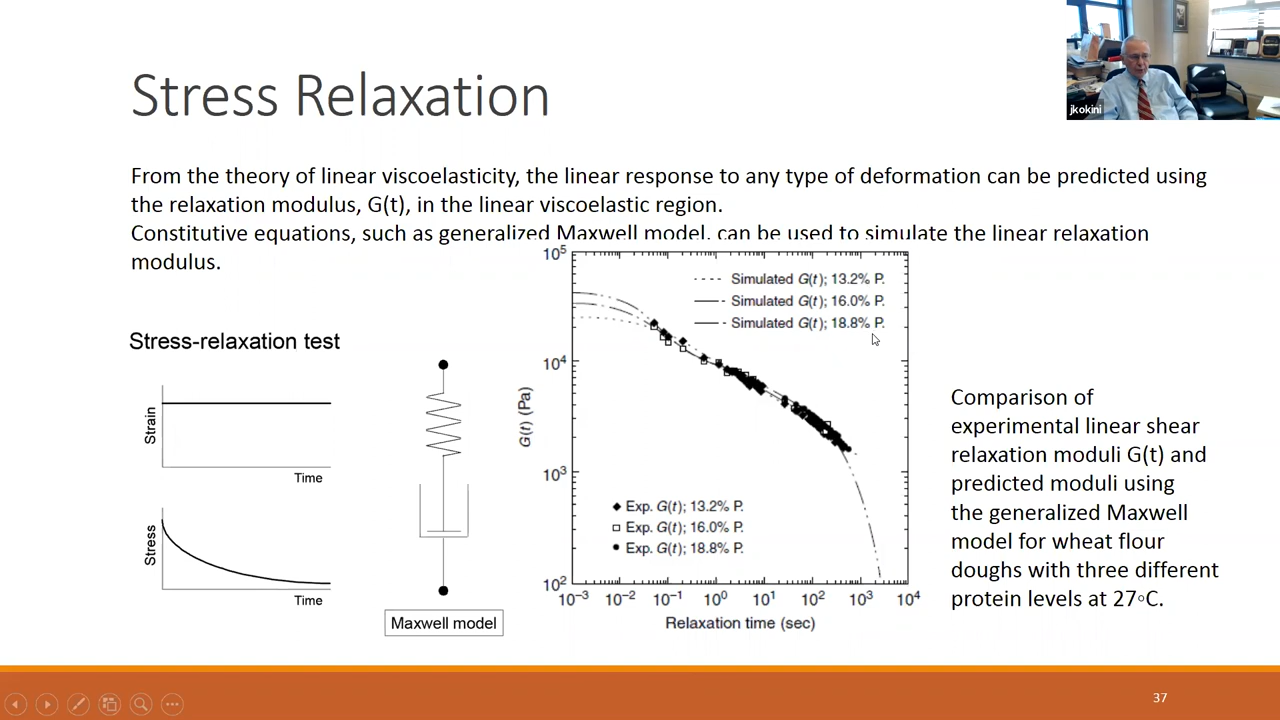 jkokini
Stress Relaxation
From the theory of linear viscoelasticity, the linear response to any type of deformation can be predicted using
the relaxation modulus, G(t), in the linear viscoelastic region.
Constitutive equations, such as generalized Maxwell model, can be used to simulate the linear relaxation
modulus.
Stress-relaxation test
Strain
Time
Stress
Time
Maxwell model
10⁵
10⁴
10³
10²
G(t) (Pa)
Simulated G(t); 13.2% P.
Simulated G(t); 16.0% P.
Simulated G(t); 18.8% P.
Exp. G(t); 13.2% P.
Exp. G(t); 16.0% P.
Exp. G(t); 18.8% P.
10⁻³ 10⁻² 10⁻¹ 10⁰ 10¹ 10² 10³ 10⁴
Relaxation time (sec)
Comparison of
experimental linear shear
relaxation moduli G(t) and
predicted moduli using
the generalized Maxwell
model for wheat flour
doughs with three different
protein levels at 27◦C.
37